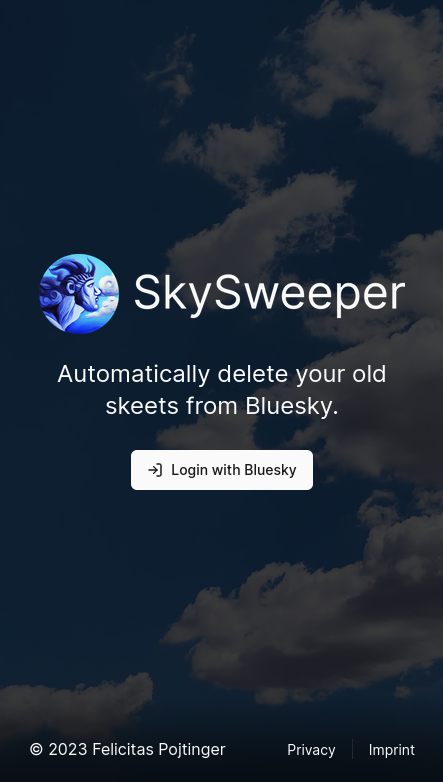 SkySweeper
Automatically delete your old
skeets from Bluesky.
Login with Bluesky
© 2023 Felicitas Pojtinger
Privacy
Imprint